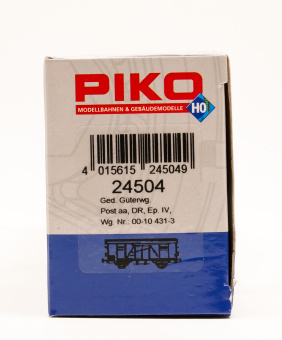 PIKO
MODELLBAHNEN & GEBÄUDEMODELLE
H0
4 015615 245049
24504
Ged. Güterwg.
Post aa, DR, Ep. IV,
Wg. Nr.: 00-10 431-3